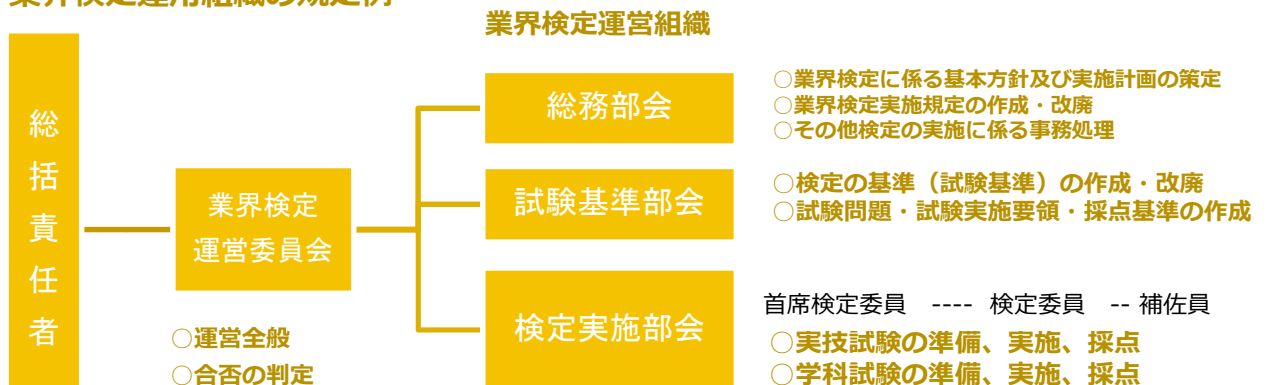 業界検定運用組織の規定例
業界検定運営組織
総括責任者
業界検定
運営委員会
○運営全般
○合否の判定
総務部会
○業界検定に係る基本方針及び実施計画の策定
○業界検定実施規定の作成・改廃
○その他検定の実施に係る事務処理
試験基準部会
○検定の基準（試験基準）の作成・改廃
○試験問題・試験実施要領・採点基準の作成
検定実施部会
首席検定委員 ---- 検定委員 -- 補佐員
○実技試験の準備、実施、採点
○学科試験の準備、実施、採点